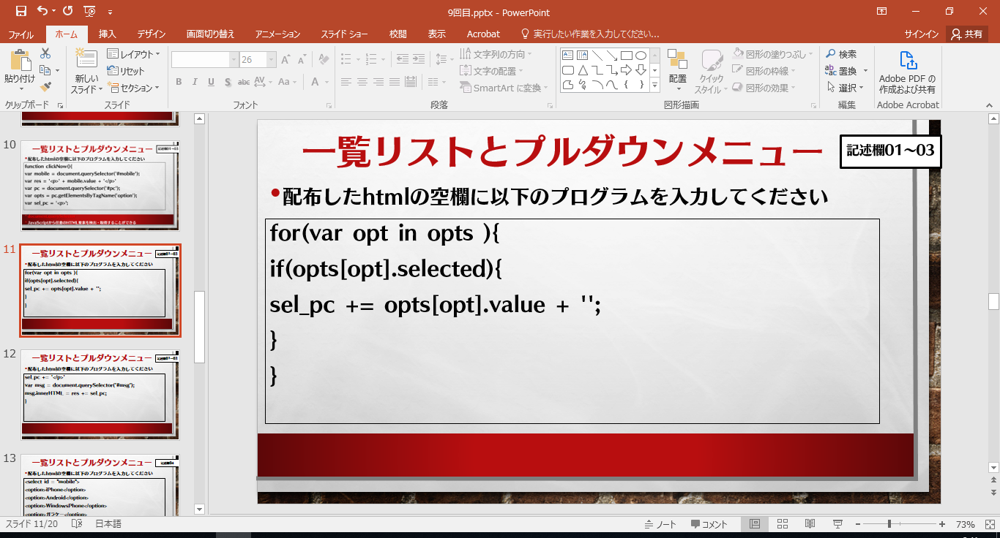 9回目.pptx - PowerPoint
ファイル ホーム 挿入 デザイン 画面切り替え アニメーション スライド ショー 校閲 表示 Acrobat 実行したい作業を入力してください... サインイン 共有
貼り付け
新しい
スライド
レイアウト
リセット
セクション
26
B I U S abc AV Aa A
文字列の方向
文字の配置
SmartArt に変換
配置
クイック
スタイル
図形の塗りつぶし
図形の枠線
図形の効果
検索
置換
選択
Adobe PDF の
作成および共有
クリップボード スライド フォント 段落 図形描画 編集 Adobe Acrobat
10
一覧リストとプルダウンメニュー
記述欄01~03
•配布したhtmlの空欄に以下のプログラムを入力してください
function clickNow(){
var mobile = document.querySelector('#mobile');
var res = '<p>' + mobile.value + '</p>'
var pc = document.querySelector('#pc');
var opts = pc.getElementsByTagName('option');
var sel_pc = '<p>';
JavaScriptから任意のHTML要素を検出・取得することができる
11
一覧リストとプルダウンメニュー
記述欄01~03
•配布したhtmlの空欄に以下のプログラムを入力してください
for(var opt in opts ){
if(opts[opt].selected){
sel_pc += opts[opt].value + '';
}
}
12
一覧リストとプルダウンメニュー
記述欄01~03
•配布したhtmlの空欄に以下のプログラムを入力してください
sel_pc += '</p>'
var msg = document.querySelector('#msg');
msg.innerHTML = res += sel_pc;
}
13
一覧リストとプルダウンメニュー
記述欄04
•配布したhtmlの空欄に以下のプログラムを入力してください
<select id = "mobile">
<option>iPhone</option>
<option>Android</option>
<option>WindowsPhone</option>
<option>ガラケー</option>
一覧リストとプルダウンメニュー
記述欄01~03
•配布したhtmlの空欄に以下のプログラムを入力してください
for(var opt in opts ){
if(opts[opt].selected){
sel_pc += opts[opt].value + '';
}
}
スライド 11/20 日本語 ノート コメント 73%